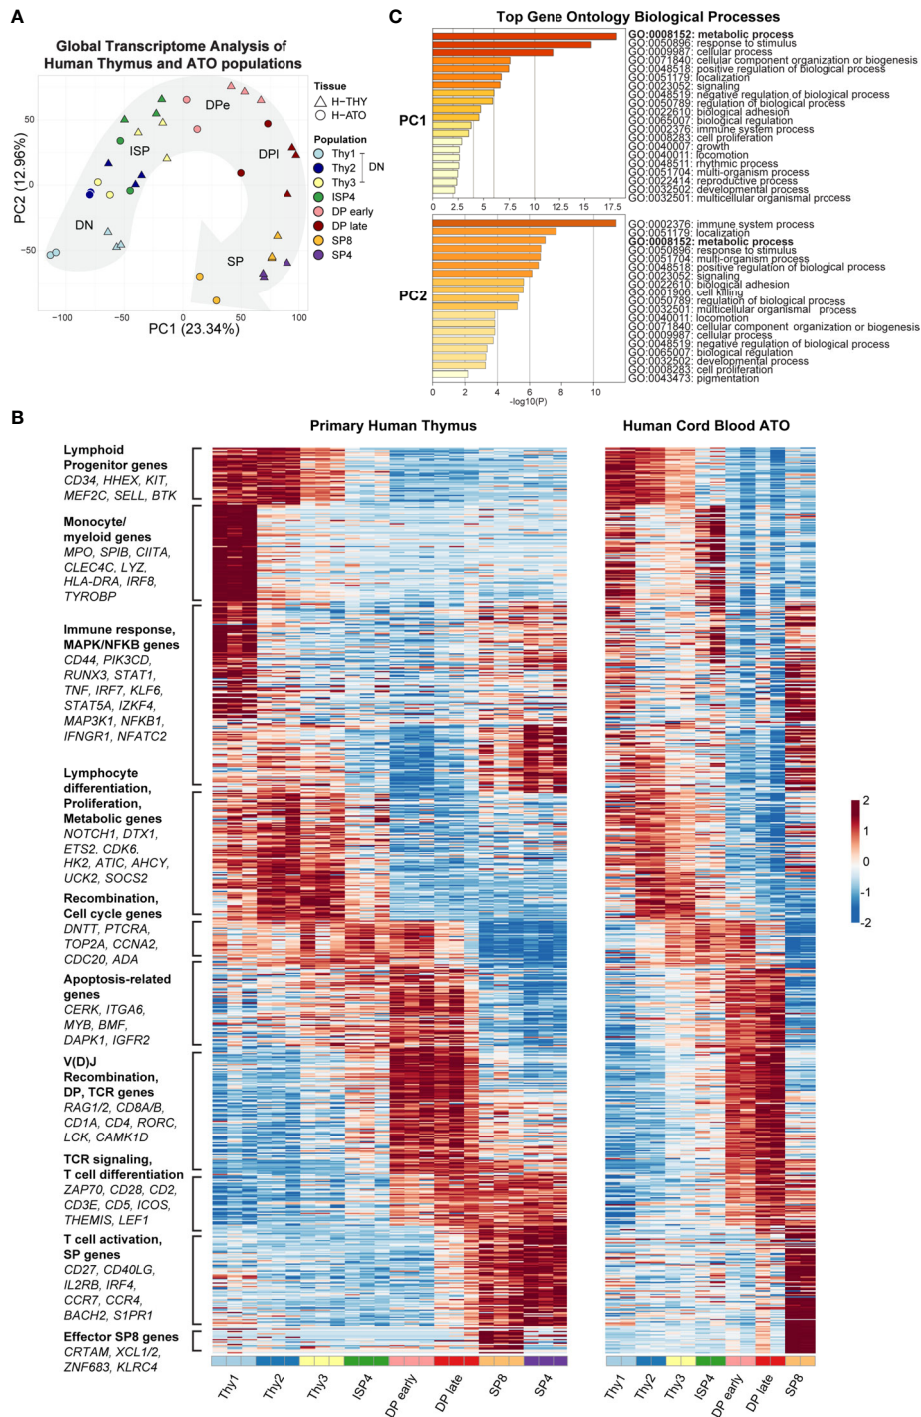 A
Global Transcriptome Analysis of
Human Thymus and ATO populations
PC2 (12.96%)
50
0
−50
−100
−50
0
50
100
PC1 (23.34%)
DPe
ISP
DPl
DN
SP
Tissue
H−THY
H−ATO
Population
Thy1
Thy2
Thy3
DN
ISP4
DP early
DP late
SP8
SP4
C
Top Gene Ontology Biological Processes
PC1
GO:0008152: metabolic process
GO:0050896: response to stimulus
GO:0009987: cellular process
GO:0071840: cellular component organization or biogenesis
GO:0048518: positive regulation of biological process
GO:0051179: localization
GO:0023052: signaling
GO:0048519: negative regulation of biological process
GO:0050789: regulation of biological process
GO:0022610: biological adhesion
GO:0065007: biological regulation
GO:0002376: immune system process
GO:0008283: cell proliferation
GO:0040007: growth
GO:0040011: locomotion
GO:0048511: rhythmic process
GO:0051704: multi-organism process
GO:0022414: reproductive process
GO:0032502: developmental process
GO:0032501: multicellular organismal process
0 2.5 5 7.5 10 12.5 15 17.5
PC2
GO:0002376: immune system process
GO:0051179: localization
GO:0008152: metabolic process
GO:0050896: response to stimulus
GO:0051704: multi-organism process
GO:0048518: positive regulation of biological process
GO:0023052: signaling
GO:0022610: biological adhesion
GO:0001906: cell killing
GO:0050789: regulation of biological process
GO:0032501: multicellular organismal process
GO:0040011: locomotion
GO:0071840: cellular component organization or biogenesis
GO:0009987: cellular process
GO:0048519: negative regulation of biological process
GO:0065007: biological regulation
GO:0032502: developmental process
GO:0008283: cell proliferation
GO:0043473: pigmentation
0 2 4 6 8 10
-log10(P)
B
Primary Human Thymus
Human Cord Blood ATO
Lymphoid
Progenitor genes
CD34, HHEX, KIT,
MEF2C, SELL, BTK
Monocyte/
myeloid genes
MPO, SPIB, CIITA,
CLEC4C, LYZ,
HLA-DRA, IRF8,
TYROBP
Immune response,
MAPK/NFKB genes
CD44, PIK3CD,
RUNX3, STAT1,
TNF, IRF7, KLF6,
STAT5A, IZKF4,
MAP3K1, NFKB1,
IFNGR1, NFATC2
Lymphocyte
differentiation,
Proliferation,
Metabolic genes
NOTCH1, DTX1,
ETS2. CDK6,
HK2, ATIC, AHCY,
UCK2, SOCS2
Recombination,
Cell cycle genes
DNTT, PTCRA,
TOP2A, CCNA2,
CDC20, ADA
Apoptosis-related
genes
CERK, ITGA6,
MYB, BMF,
DAPK1, IGFR2
V(D)J
Recombination,
DP, TCR genes
RAG1/2, CD8A/B,
CD1A, CD4, RORC,
LCK, CAMK1D
TCR signaling,
T cell differentiation
ZAP70, CD28, CD2,
CD3E, CD5, ICOS,
THEMIS, LEF1
T cell activation,
SP genes
CD27, CD40LG,
IL2RB, IRF4,
CCR7, CCR4,
BACH2, S1PR1
Effector SP8 genes
CRTAM, XCL1/2,
ZNF683, KLRC4
2
1
0
-1
-2
Thy1 Thy2 Thy3 ISP4 DP early DP late SP8 SP4
Thy1 Thy2 Thy3 ISP4 DP early DP late SP8